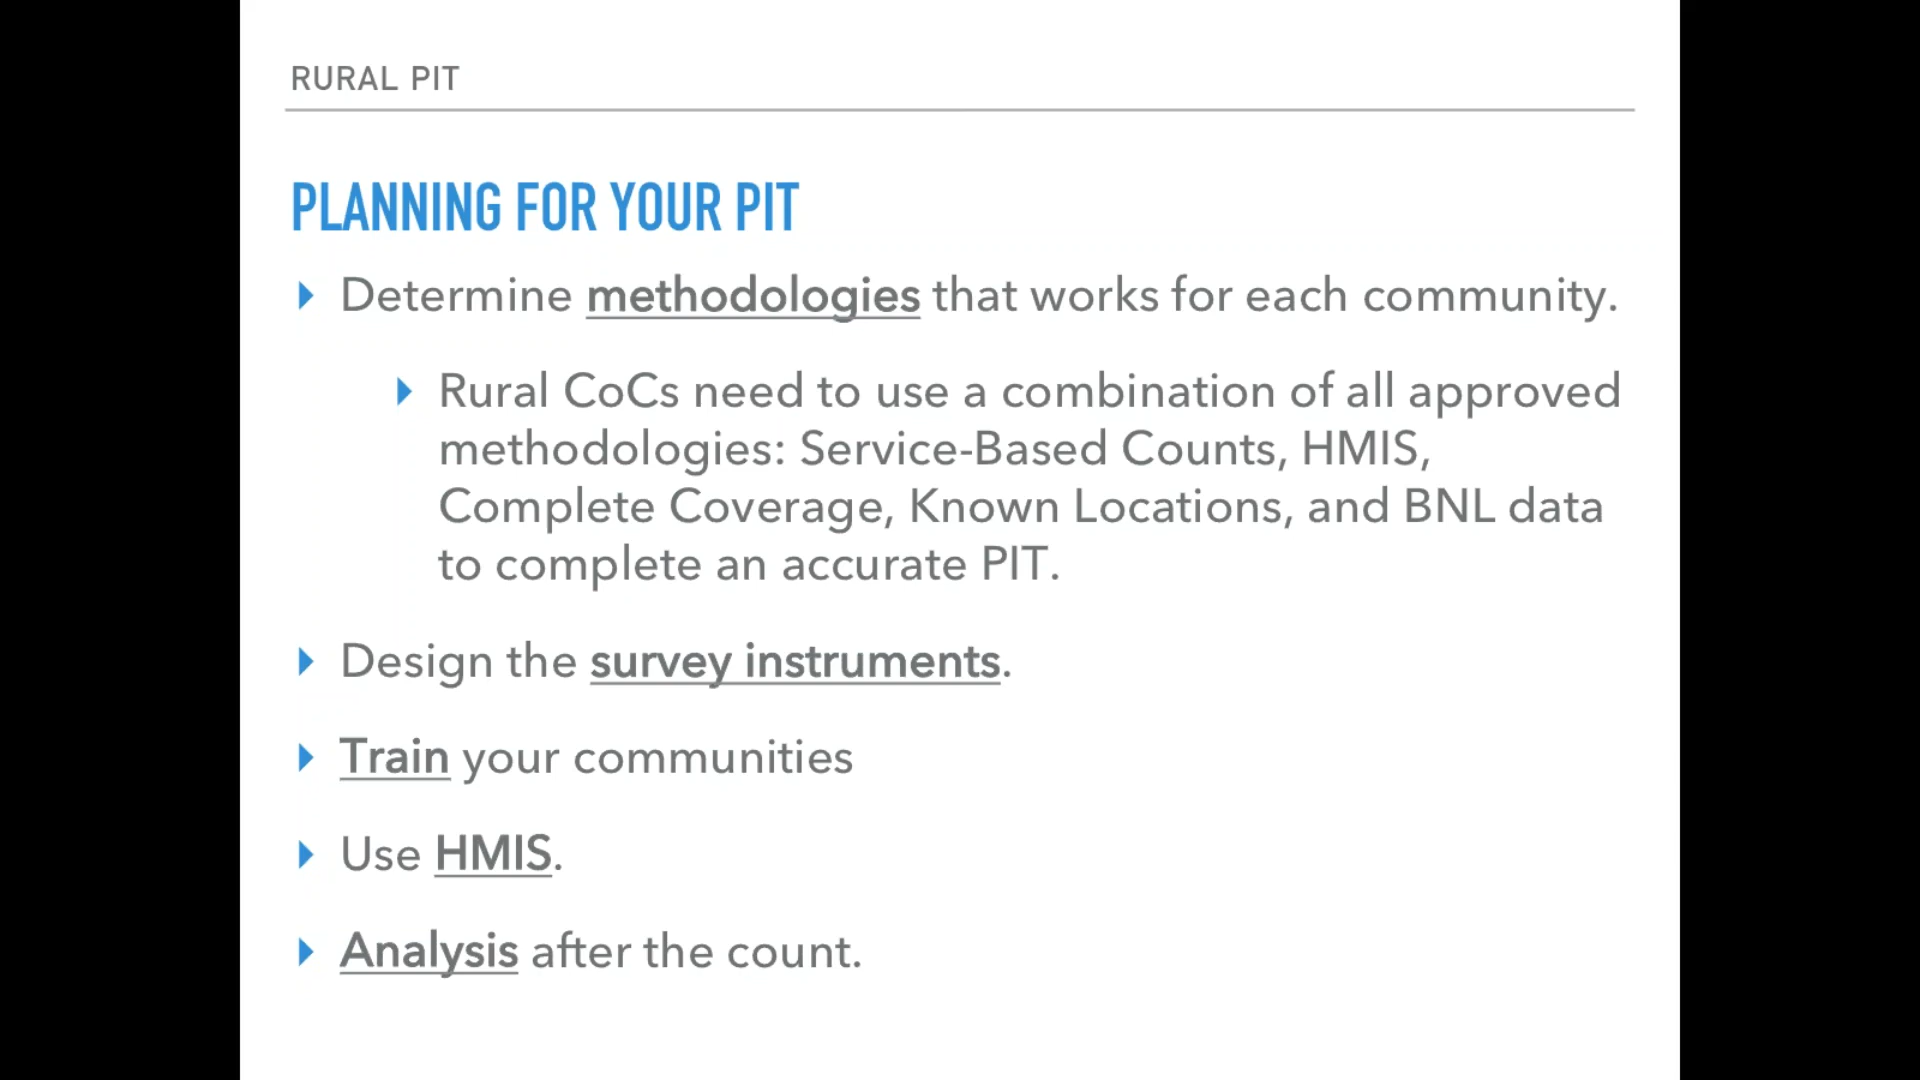 RURAL PIT
PLANNING FOR YOUR PIT
Determine methodologies that works for each community.
Rural CoCs need to use a combination of all approved
methodologies: Service-Based Counts, HMIS,
Complete Coverage, Known Locations, and BNL data
to complete an accurate PIT.
Design the survey instruments.
Train your communities
Use HMIS.
Analysis after the count.